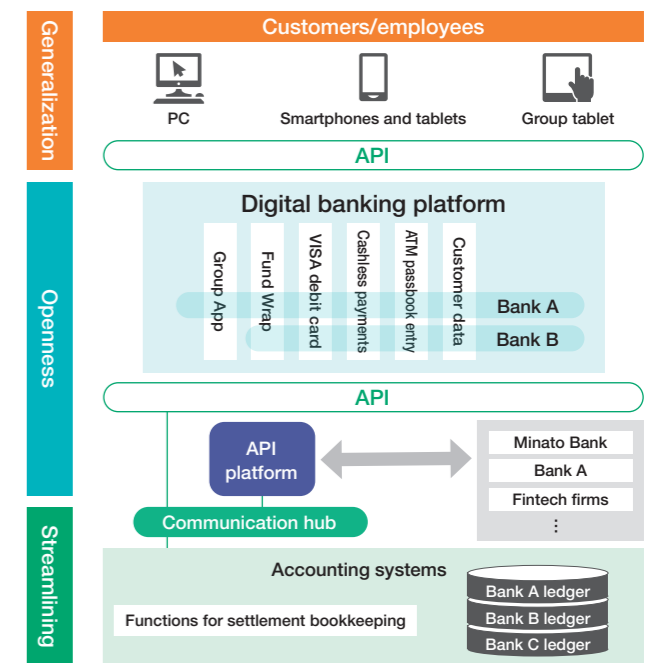 Generalization
Customers/employees
PC
Smartphones and tablets
Group tablet
API
Openness
Digital banking platform
Group App
Fund Wrap
VISA debit card
Cashless payments
ATM passbook entry
Customer data
Bank A
Bank B
API
API
platform
Minato Bank
Bank A
Fintech firms
⋮
Communication hub
Streamlining
Accounting systems
Functions for settlement bookkeeping
Bank A ledger
Bank B ledger
Bank C ledger